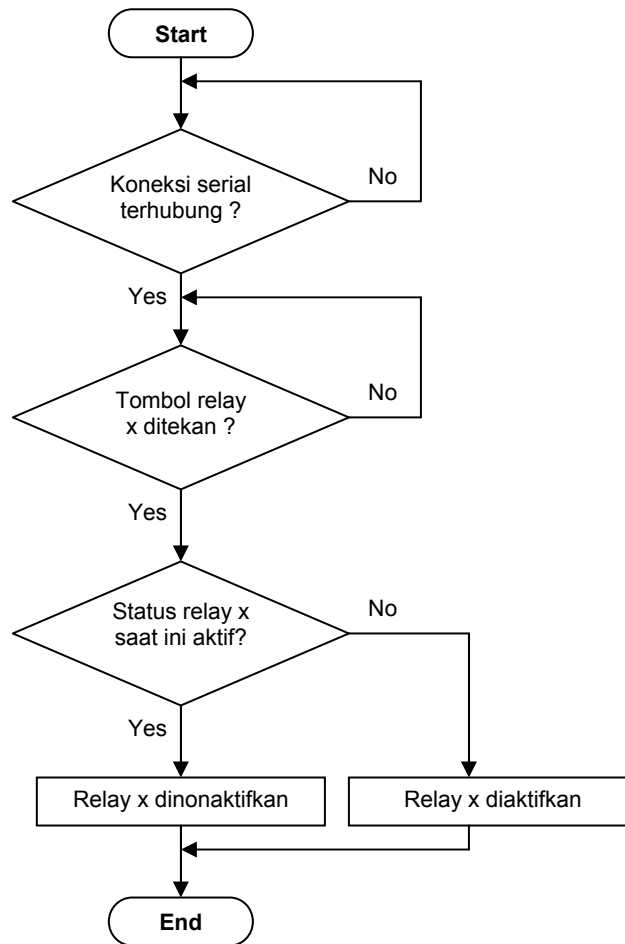 Start
Koneksi serial
terhubung ?
No
Yes
Tombol relay
x ditekan ?
No
Yes
Status relay x
saat ini aktif?
No
Yes
Relay x dinonaktifkan
Relay x diaktifkan
End